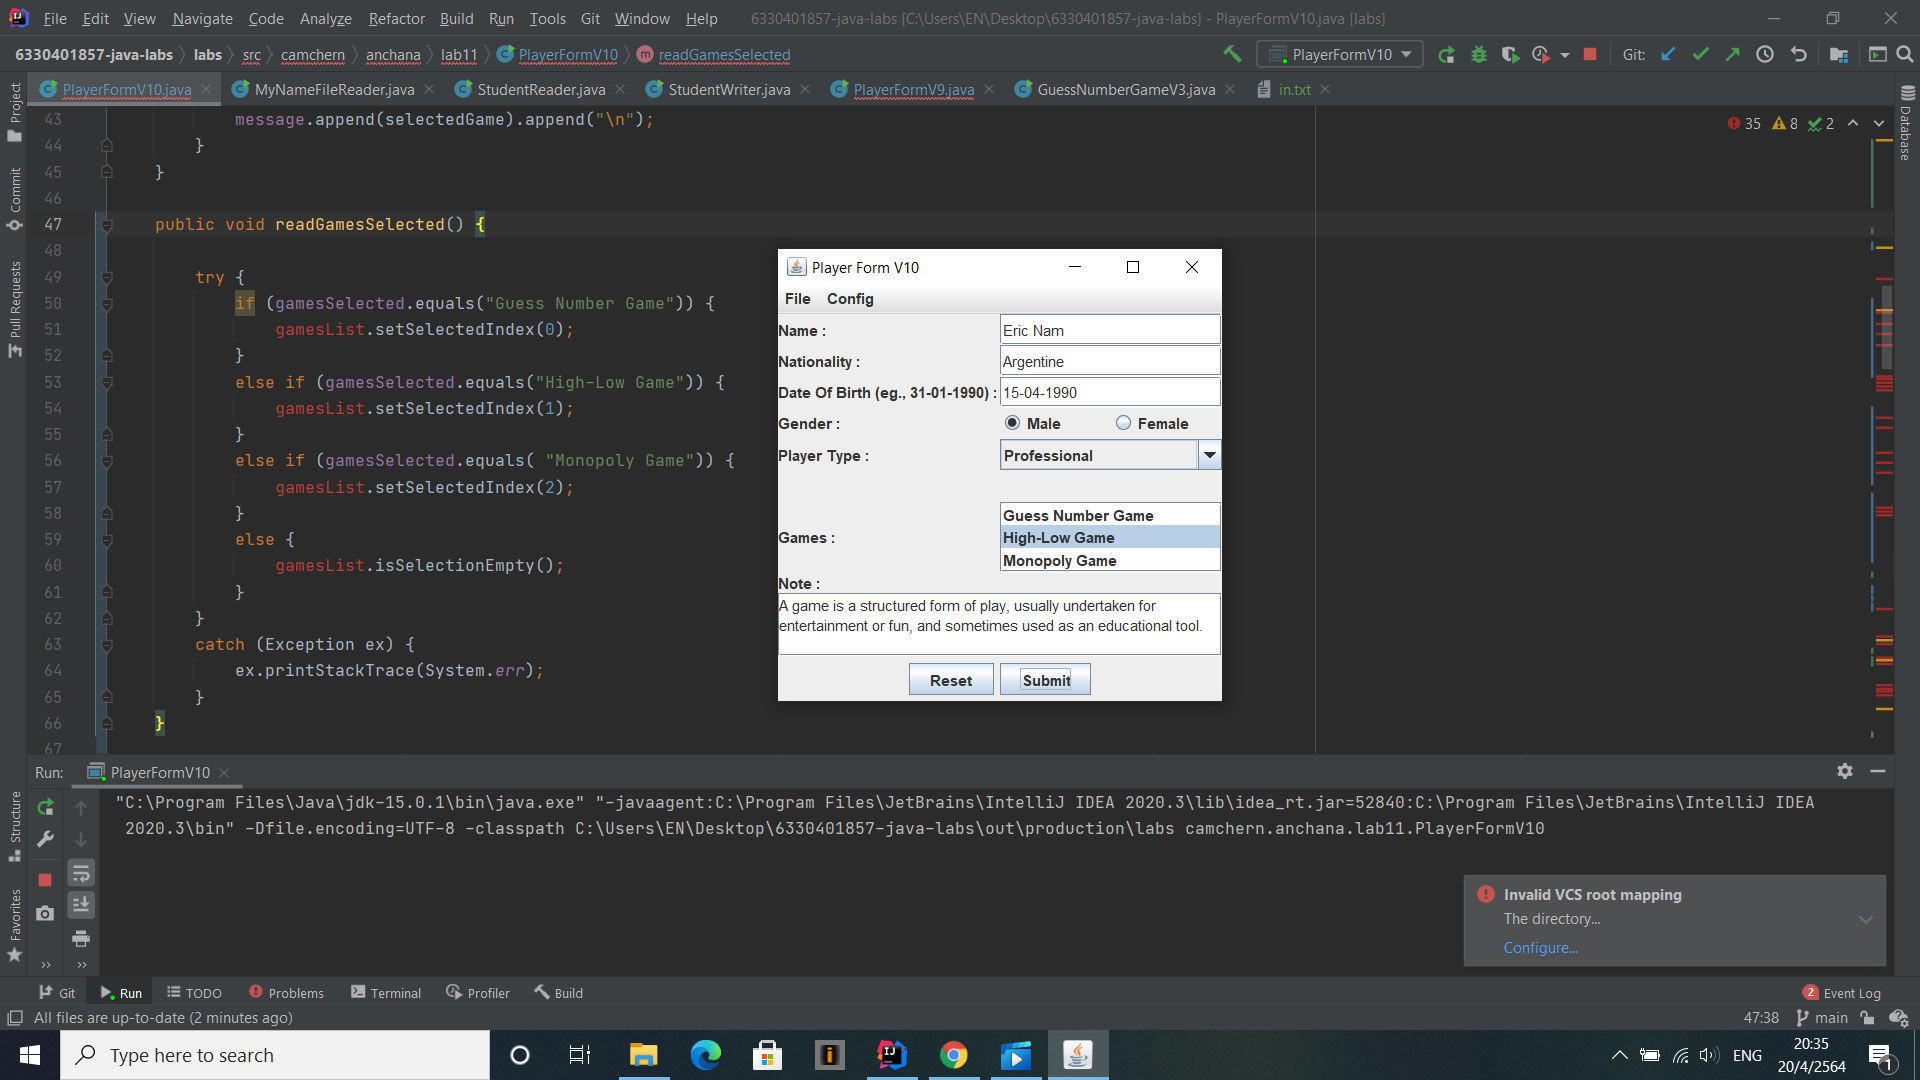 File Edit View Navigate Code Analyze Refactor Build Run Tools Git Window Help 6330401857-java-labs [C:\Users\EN\Desktop\6330401857-java-labs] - PlayerFormV10.java [labs]
6330401857-java-labs labs src camchern anchana lab11 PlayerFormV10 readGamesSelected PlayerFormV10 Git:
PlayerFormV10.java MyNameFileReader.java StudentReader.java StudentWriter.java PlayerFormV9.java GuessNumberGameV3.java in.txt
Project
Commit
Pull Requests
Structure
Favorites
Database
35 8 2
43 message.append(selectedGame).append("\n");
44 }
45 }
46
47 public void readGamesSelected() {
48
49 try {
50 if (gamesSelected.equals("Guess Number Game")) {
51 gamesList.setSelectedIndex(0);
52 }
53 else if (gamesSelected.equals("High-Low Game")) {
54 gamesList.setSelectedIndex(1);
55 }
56 else if (gamesSelected.equals( "Monopoly Game")) {
57 gamesList.setSelectedIndex(2);
58 }
59 else {
60 gamesList.isSelectionEmpty();
61 }
62 }
63 catch (Exception ex) {
64 ex.printStackTrace(System.err);
65 }
66 }
67
Player Form V10
File Config
Name : Eric Nam
Nationality : Argentine
Date Of Birth (eg., 31-01-1990) : 15-04-1990
Gender : Male Female
Player Type : Professional
Guess Number Game
Games : High-Low Game
Monopoly Game
Note :
A game is a structured form of play, usually undertaken for
entertainment or fun, and sometimes used as an educational tool.
Reset Submit
Run: PlayerFormV10
"C:\Program Files\Java\jdk-15.0.1\bin\java.exe" "-javaagent:C:\Program Files\JetBrains\IntelliJ IDEA 2020.3\lib\idea_rt.jar=52840:C:\Program Files\JetBrains\IntelliJ IDEA
2020.3\bin" -Dfile.encoding=UTF-8 -classpath C:\Users\EN\Desktop\6330401857-java-labs\out\production\labs camchern.anchana.lab11.PlayerFormV10
Invalid VCS root mapping
The directory...
Configure...
Git Run TODO Problems Terminal Profiler Build 2 Event Log
All files are up-to-date (2 minutes ago) 47:38 main
Type here to search
ENG
20:35
20/4/2564
1